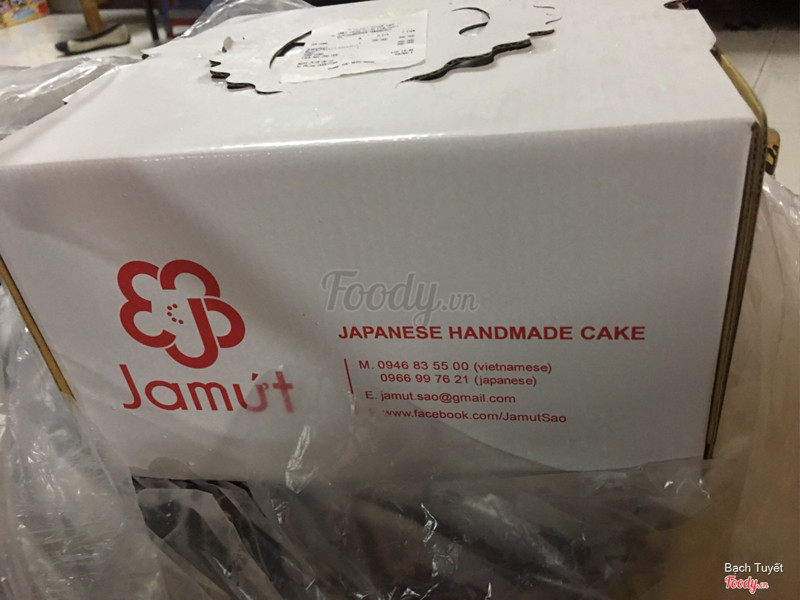 Foody.vn
JAPANESE HANDMADE CAKE
M. 0946 83 55 00 (vietnamese)
0966 99 76 21 (japanese)
E. jamut.sao@gmail.com
www.facebook.com/JamutSao
Jamút
Bạch Tuyết
Foody.vn